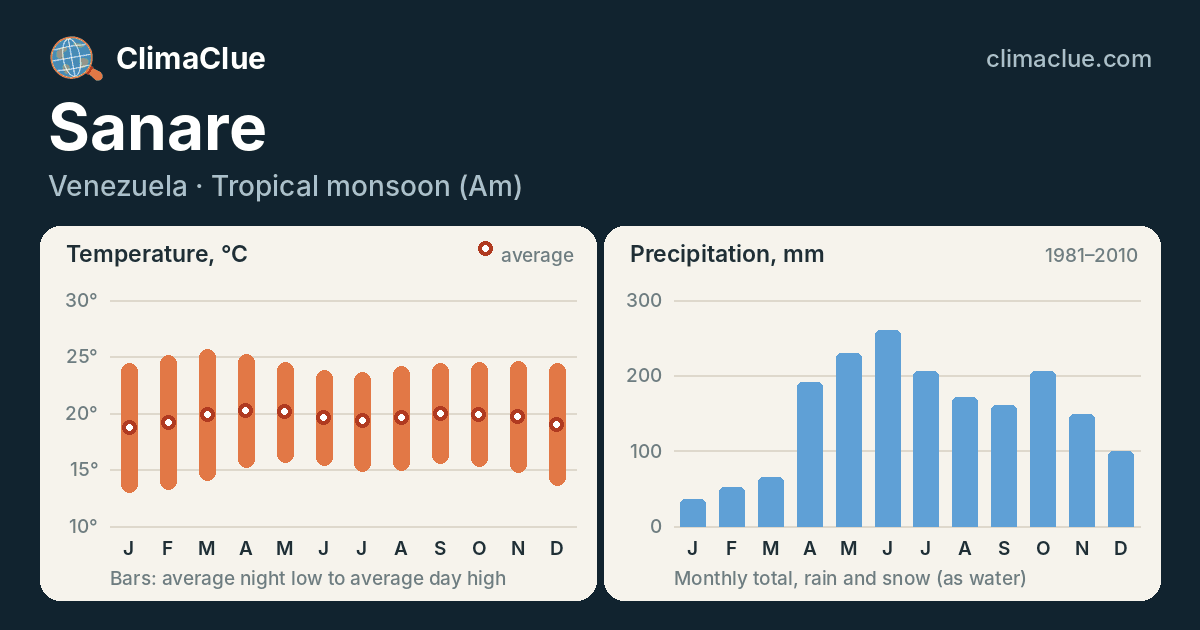 ClimaClue
climaclue.com
Sanare
Venezuela · Tropical monsoon (Am)
Temperature, °C
average
30°
25°
20°
15°
10°
J F M A M J J A S O N D
Bars: average night low to average day high
Precipitation, mm
1981–2010
300
200
100
0
J F M A M J J A S O N D
Monthly total, rain and snow (as water)